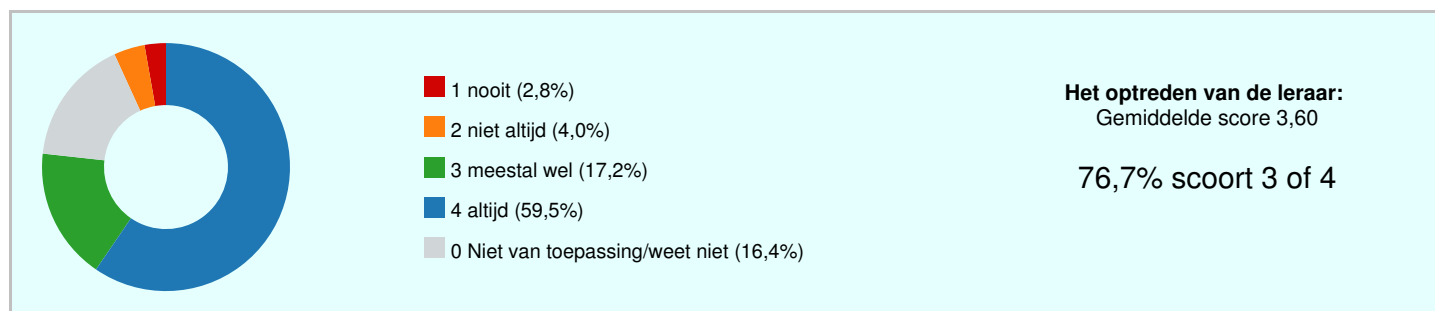 1 nooit (2,8%)
2 niet altijd (4,0%)
3 meestal wel (17,2%)
4 altijd (59,5%)
0 Niet van toepassing/weet niet (16,4%)
Het optreden van de leraar:
Gemiddelde score 3,60
76,7% scoort 3 of 4